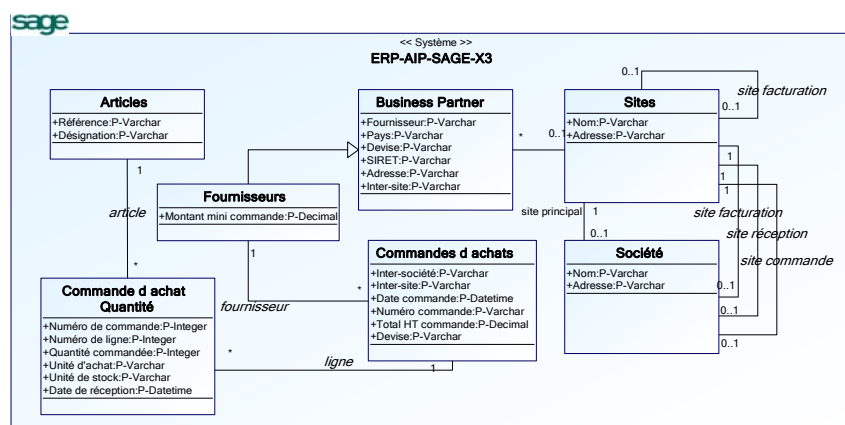 sage
<< Système >>
ERP-AIP-SAGE-X3
Articles
+Référence:P-Varchar
+Désignation:P-Varchar
Business Partner
+Fournisseur:P-Varchar
+Pays:P-Varchar
+Devise:P-Varchar
+SIRET:P-Varchar
+Adresse:P-Varchar
+Inter-site:P-Varchar
Sites
+Nom:P-Varchar
+Adresse:P-Varchar
0..1
site facturation
0..1
*
0..1
1
article
*
Fournisseurs
+Montant mini commande:P-Decimal
1
fournisseur
*
site principal
1
0..1
1
1
1
site facturation
site réception
site commande
Commandes d achats
+Inter-société:P-Varchar
+Inter-site:P-Varchar
+Date commande:P-Datetime
+Numéro commande:P-Varchar
+Total HT commande:P-Decimal
+Devise:P-Varchar
Société
+Nom:P-Varchar
+Adresse:P-Varchar
0..1
0..1
0..1
Commande d achat
Quantité
+Numéro de commande:P-Integer
+Numéro de ligne:P-Integer
+Quantité commandée:P-Integer
+Unité d'achat:P-Varchar
+Unité de stock:P-Varchar
+Date de réception:P-Datetime
*
ligne
1